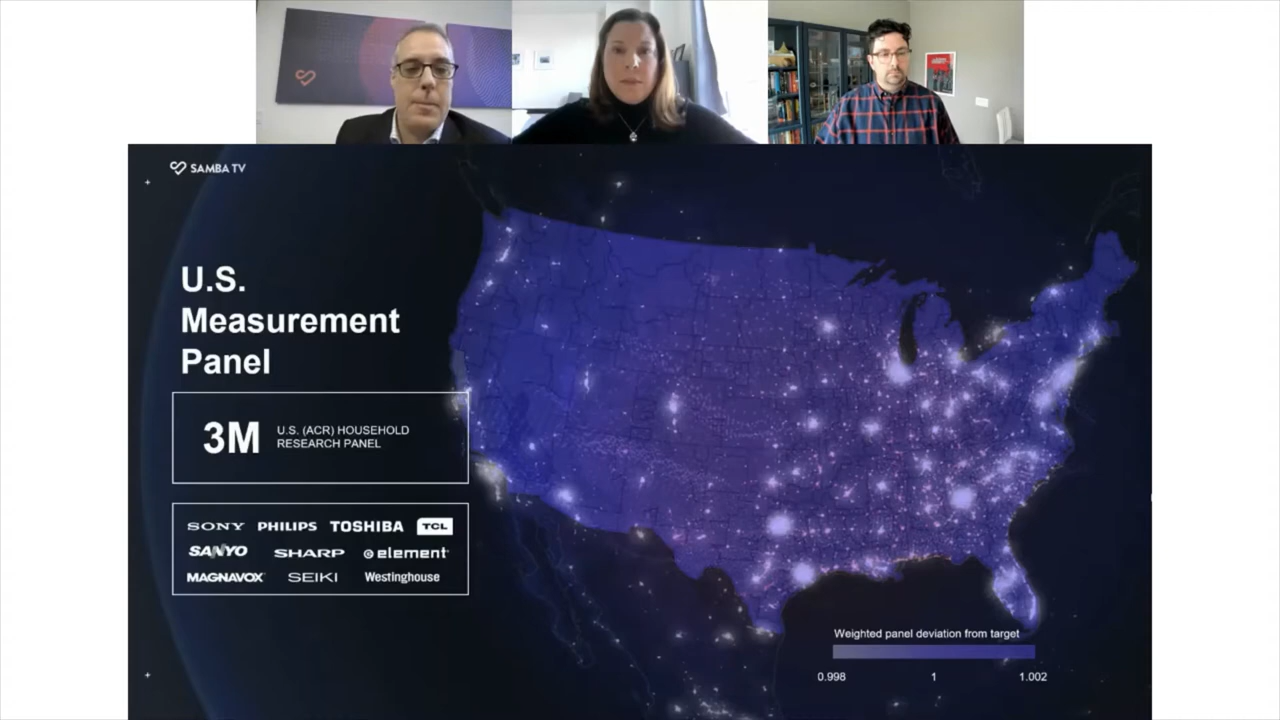 SAMBA TV
U.S.
Measurement
Panel
3M
U.S. (ACR) HOUSEHOLD
RESEARCH PANEL
SONY PHILIPS TOSHIBA TCL
SANYO SHARP element
MAGNAVOX SEIKI Westinghouse
Weighted panel deviation from target
0.998 1 1.002